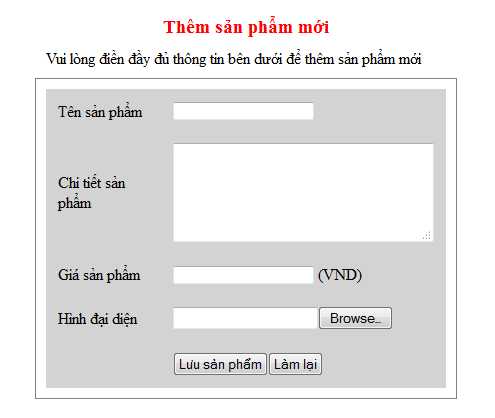 Thêm sản phẩm mới
Vui lòng điền đầy đủ thông tin bên dưới để thêm sản phẩm mới
Tên sản phẩm
Chi tiết sản
phẩm
Giá sản phẩm (VND)
Hình đại diện Browse...
Lưu sản phẩm Làm lại